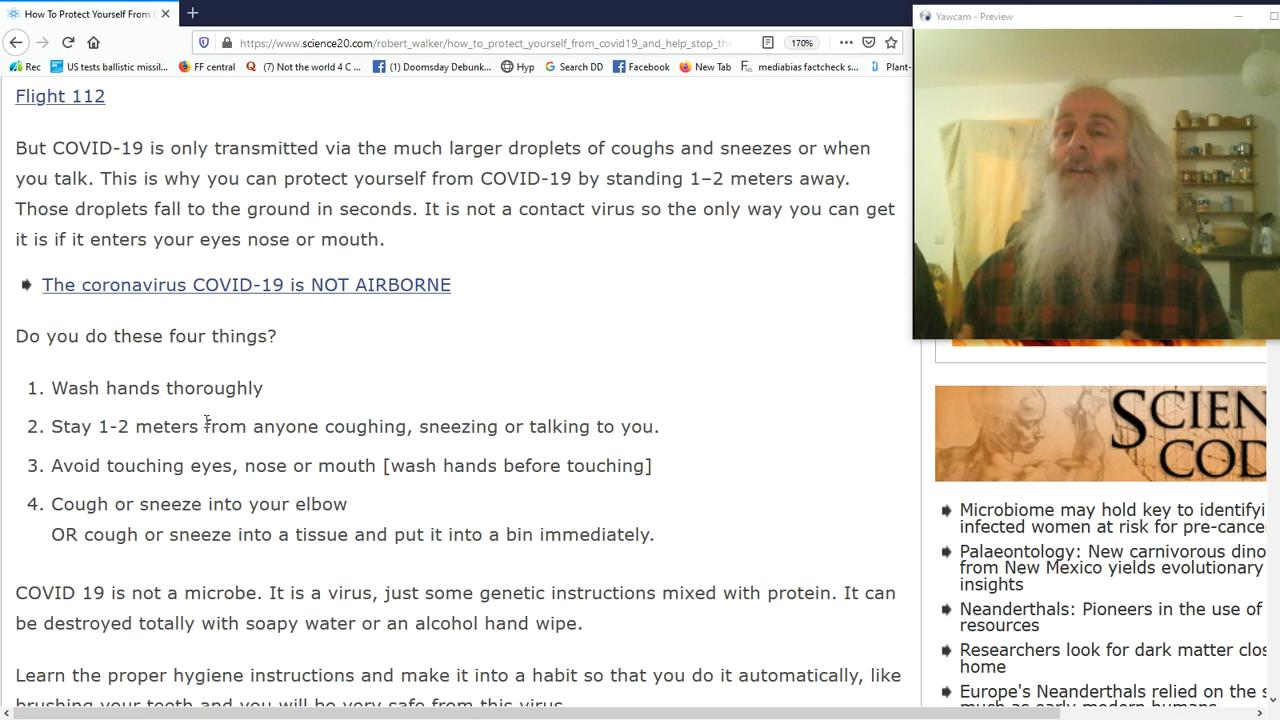 How To Protect Yourself From
Yawcam - Preview
https://www.science20.com/robert_walker/how_to_protect_yourself_from_covid19_and_help_stop_the
170%
Rec
US tests ballistic missil...
FF central
(7) Not the world 4 C ...
(1) Doomsday Debunk...
Hyp
Search DD
Facebook
New Tab
mediabias factcheck s...
Plant-
Flight 112
But COVID-19 is only transmitted via the much larger droplets of coughs and sneezes or when
you talk. This is why you can protect yourself from COVID-19 by standing 1–2 meters away.
Those droplets fall to the ground in seconds. It is not a contact virus so the only way you can get
it is if it enters your eyes nose or mouth.
The coronavirus COVID-19 is NOT AIRBORNE
Do you do these four things?
1. Wash hands thoroughly
2. Stay 1-2 meters from anyone coughing, sneezing or talking to you.
3. Avoid touching eyes, nose or mouth [wash hands before touching]
4. Cough or sneeze into your elbow
OR cough or sneeze into a tissue and put it into a bin immediately.
COVID 19 is not a microbe. It is a virus, just some genetic instructions mixed with protein. It can
be destroyed totally with soapy water or an alcohol hand wipe.
Learn the proper hygiene instructions and make it into a habit so that you do it automatically, like
brushing your teeth and you will be very safe from this virus.
SCIEN
COD
Microbiome may hold key to identifyi
infected women at risk for pre-cance
Palaeontology: New carnivorous dino
from New Mexico yields evolutionary
insights
Neanderthals: Pioneers in the use of
resources
Researchers look for dark matter clos
home
Europe's Neanderthals relied on the s
much as early modern humans